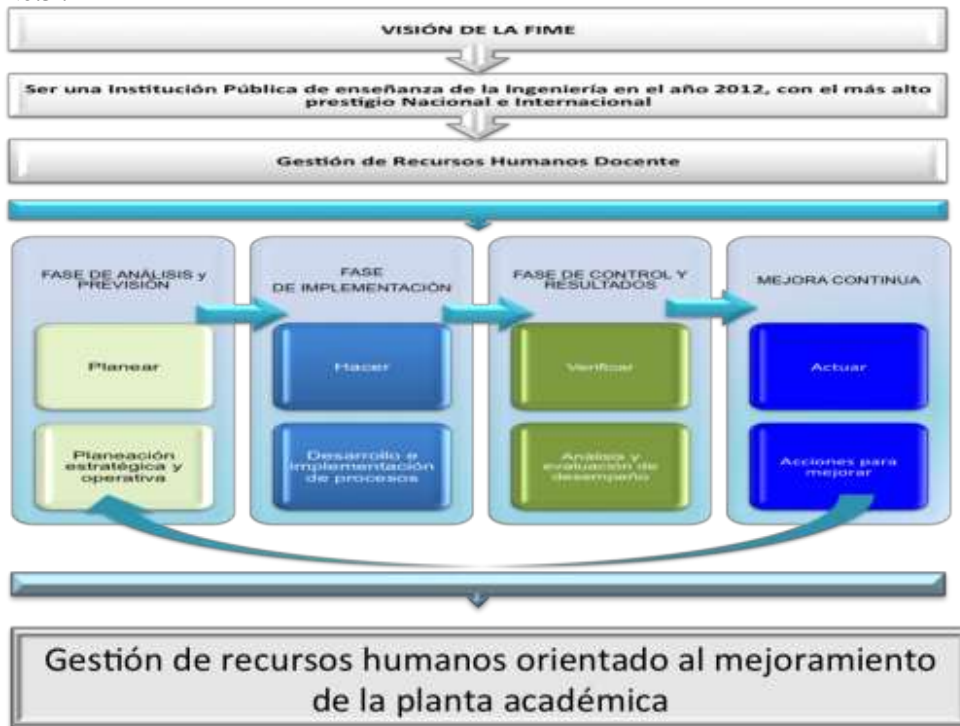 VISIÓN DE LA FIME
Ser una Institución Pública de enseñanza de la Ingeniería en el año 2012, con el más alto
prestigio Nacional e Internacional
Gestión de Recursos Humanos Docente
FASE DE ANÁLISIS y
PREVISIÓN
Planear
Planeación
estratégica y
operativa
FASE
DE IMPLEMENTACIÓN
Hacer
Desarrollo e
implementación
de procesos
FASE DE CONTROL Y
RESULTADOS
Verificar
Análisis y
evaluación de
desempeño
MEJORA CONTINUA
Actuar
Acciones para
mejorar
Gestión de recursos humanos orientado al mejoramiento
de la planta académica